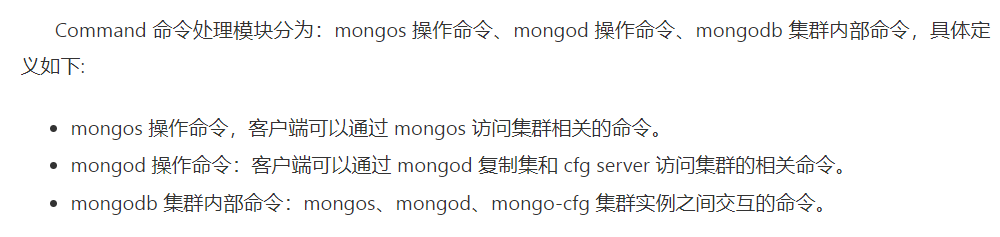 Command 命令处理模块分为：mongos 操作命令、mongod 操作命令、mongodb 集群内部命令，具体定
义如下:
• mongos 操作命令，客户端可以通过 mongos 访问集群相关的命令。
• mongod 操作命令：客户端可以通过 mongod 复制集和 cfg server 访问集群的相关命令。
• mongodb 集群内部命令：mongos、mongod、mongo-cfg 集群实例之间交互的命令。